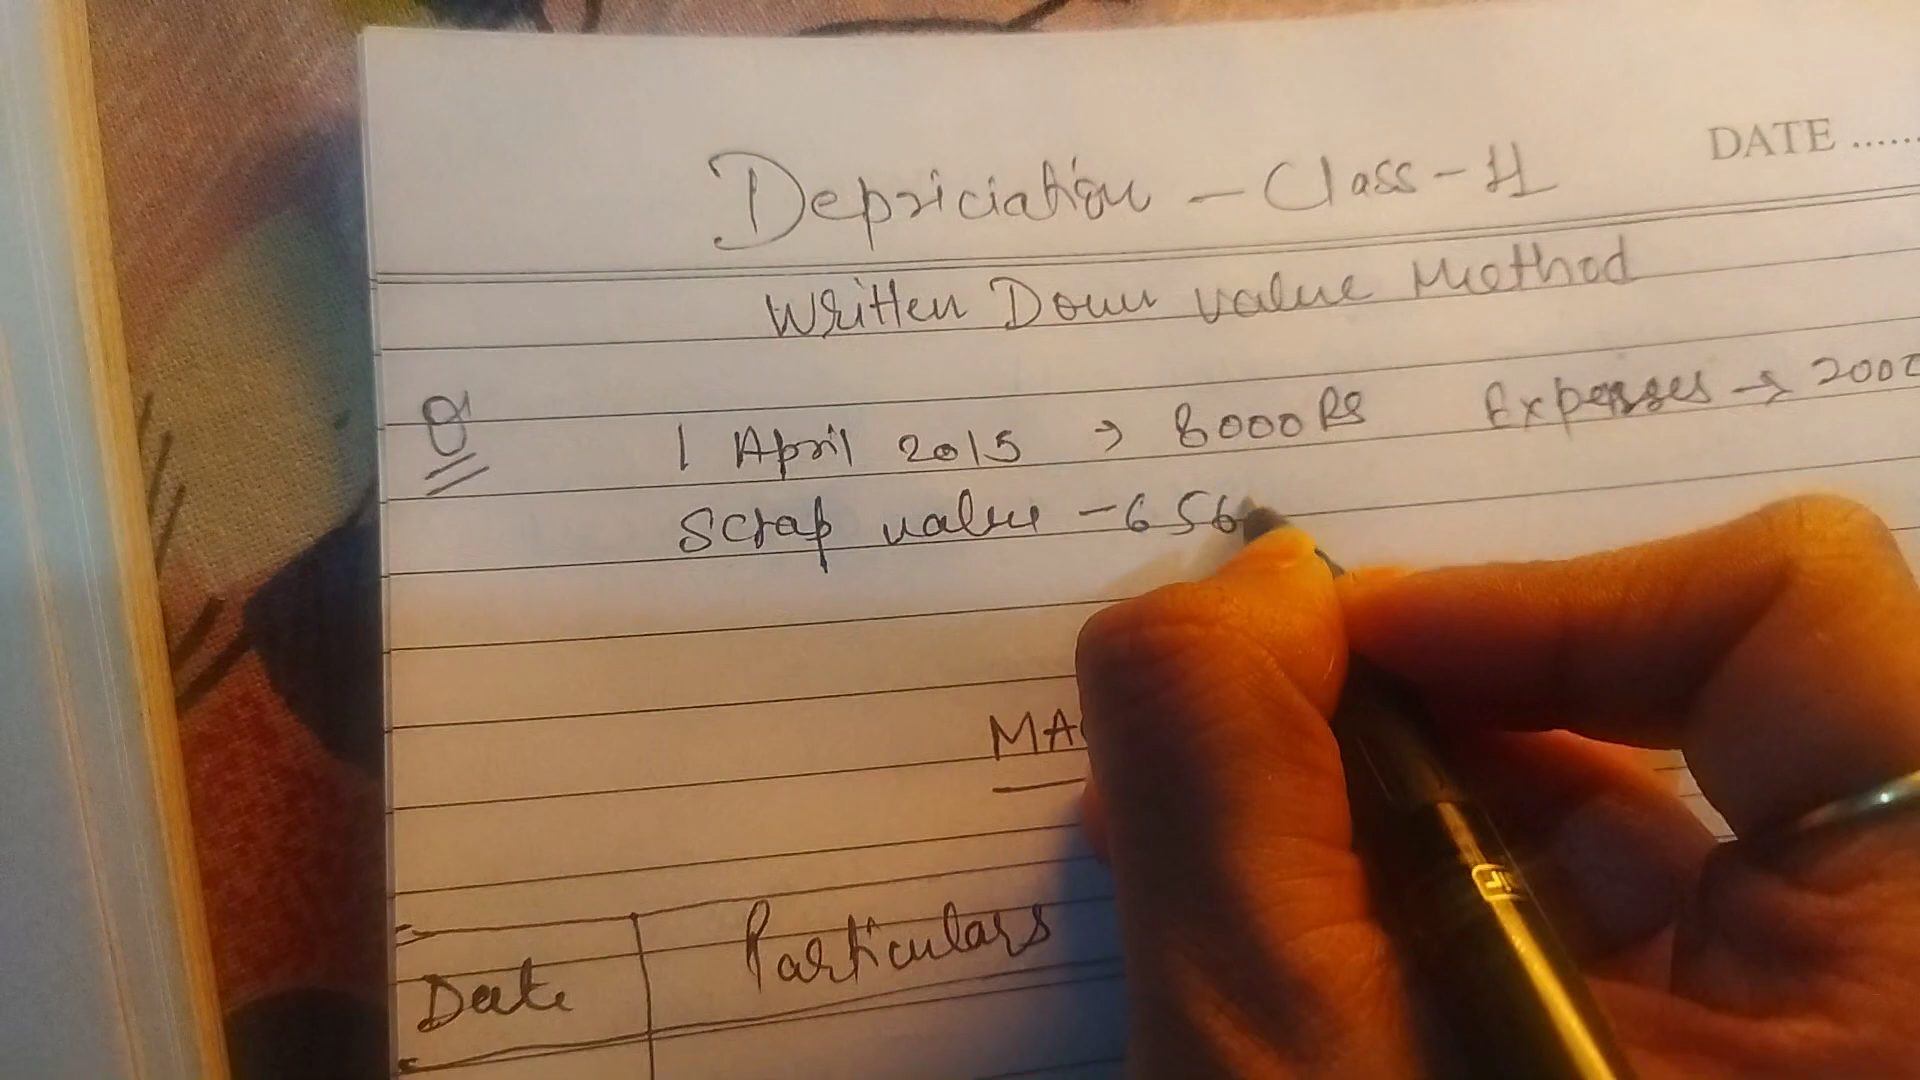 DATE ......
Depriciation - Class - 11
Written Down value Method
Q 1 April 2015 → 8000 RS Expenses → 2000
Scrap value - 656
MA
Date Particulars